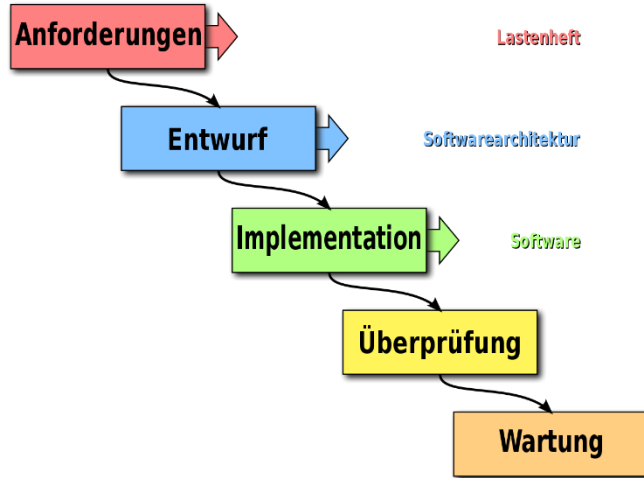 Anforderungen
Lastenheft
Entwurf
Softwarearchitektur
Implementation
Software
Überprüfung
Wartung